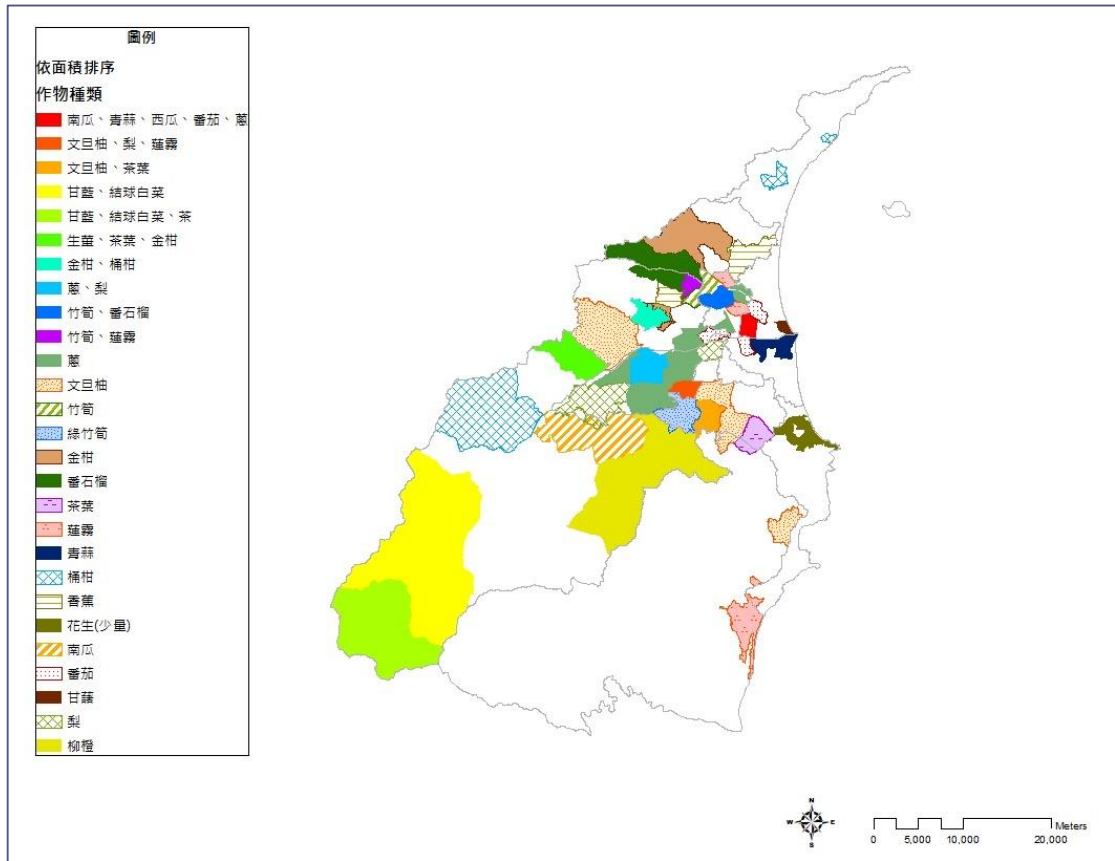 圖例
依面積排序
作物種類
南瓜、青蒜、西瓜、番茄、蔥
文旦柚、梨、蓮霧
文旦柚、茶葉
甘藍、結球白菜
甘藍、結球白菜、茶
生薑、茶葉、金柑
金柑、桶柑
蔥、梨
竹筍、番石榴
竹筍、蓮霧
蔥
文旦柚
竹筍
綠竹筍
金柑
番石榴
茶葉
蓮霧
青蒜
桶柑
香蕉
花生(少量)
南瓜
番茄
甘藷
梨
柳橙
N
W E
S
Meters
0 5,000 10,000 20,000